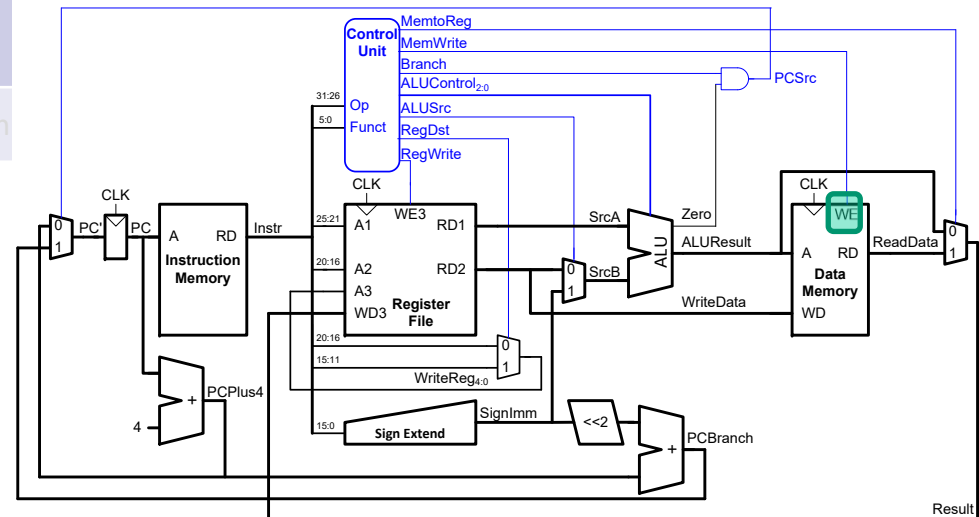 MemtoReg
Control
Unit
MemWrite
Branch
ALUControl2:0
PCSrc
31:26
Op
ALUSrc
5:0
Funct
RegDst
RegWrite
CLK
CLK
CLK
0
1
PC'
PC
A
RD
Instr
Instruction
Memory
25:21
A1
WE3
RD1
SrcA
Zero
WE
20:16
A2
RD2
0
1
SrcB
ALU
ALUResult
A
RD
ReadData
0
1
A3
Data
Memory
WD3
Register
File
WriteData
WD
20:16
0
15:11
1
WriteReg4:0
PCPlus4
+
4
SignImm
15:0
Sign Extend
<<2
PCBranch
+
Result
n